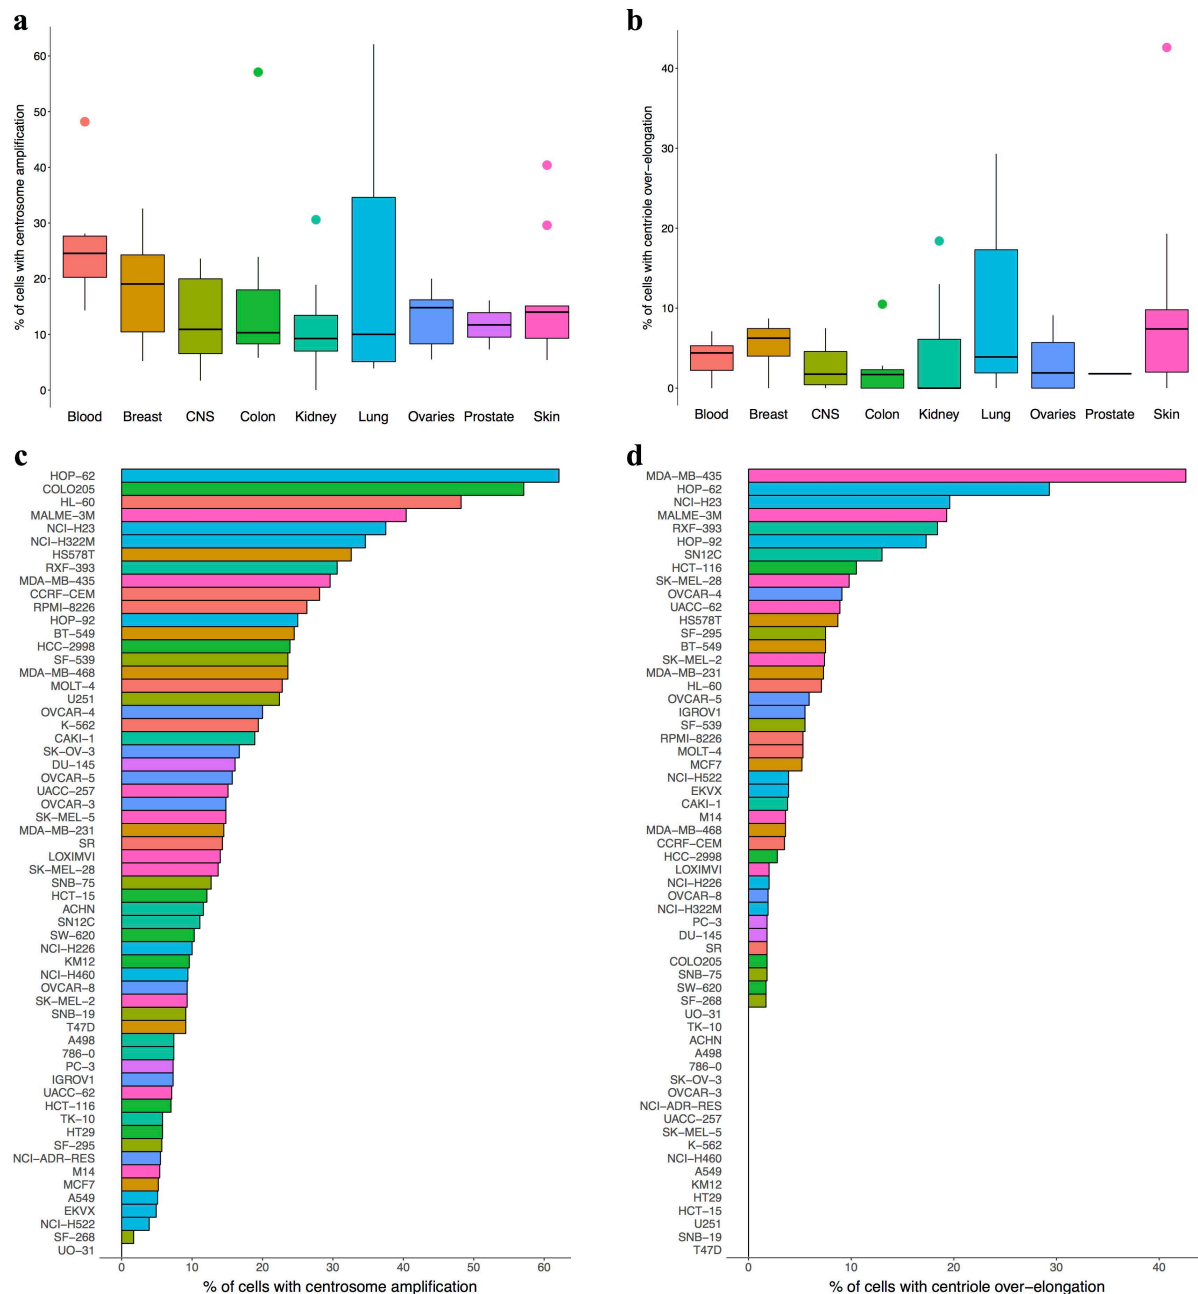 a
% of cells with centrosome amplification
60
50
40
30
20
10
0
Blood Breast CNS Colon Kidney Lung Ovaries Prostate Skin
b
% of cells with centriole over−elongation
40
30
20
10
0
Blood Breast CNS Colon Kidney Lung Ovaries Prostate Skin
c
HOP−62
COLO205
HL−60
MALME−3M
NCI−H23
NCI−H322M
HS578T
RXF−393
MDA−MB−435
CCRF−CEM
RPMI−8226
HOP−92
BT−549
HCC−2998
SF−539
MDA−MB−468
MOLT−4
U251
OVCAR−4
K−562
CAKI−1
SK−OV−3
DU−145
OVCAR−5
UACC−257
OVCAR−3
SK−MEL−5
MDA−MB−231
SR
LOXIMVI
SK−MEL−28
SNB−75
HCT−15
ACHN
SN12C
SW−620
NCI−H226
KM12
NCI−H460
OVCAR−8
SK−MEL−2
SNB−19
T47D
A498
786−0
PC−3
IGROV1
UACC−62
HCT−116
TK−10
HT29
SF−295
NCI−ADR−RES
M14
MCF7
A549
EKVX
NCI−H522
SF−268
UO−31
0 10 20 30 40 50 60
% of cells with centrosome amplification
d
MDA−MB−435
HOP−62
NCI−H23
MALME−3M
RXF−393
HOP−92
SN12C
HCT−116
SK−MEL−28
OVCAR−4
UACC−62
HS578T
SF−295
BT−549
SK−MEL−2
MDA−MB−231
HL−60
OVCAR−5
IGROV1
SF−539
RPMI−8226
MOLT−4
MCF7
NCI−H522
EKVX
CAKI−1
M14
MDA−MB−468
CCRF−CEM
HCC−2998
LOXIMVI
NCI−H226
OVCAR−8
NCI−H322M
PC−3
DU−145
SR
COLO205
SNB−75
SW−620
SF−268
UO−31
TK−10
ACHN
A498
786−0
SK−OV−3
OVCAR−3
NCI−ADR−RES
UACC−257
SK−MEL−5
K−562
NCI−H460
A549
KM12
HT29
HCT−15
U251
SNB−19
T47D
0 10 20 30 40
% of cells with centriole over−elongation